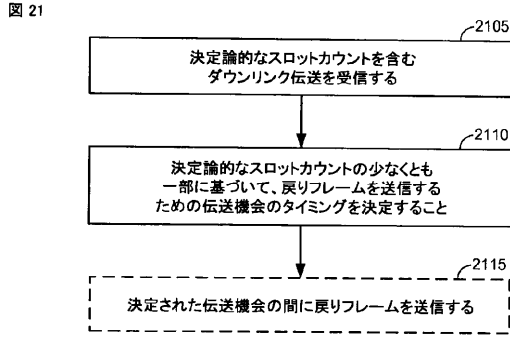 図 21
2105
決定論的なスロットカウントを含む
ダウンリンク伝送を受信する
2110
決定論的なスロットカウントの少なくとも
一部に基づいて、戻りフレームを送信する
ための伝送機会のタイミングを決定すること
2115
決定された伝送機会の間に戻りフレームを送信する